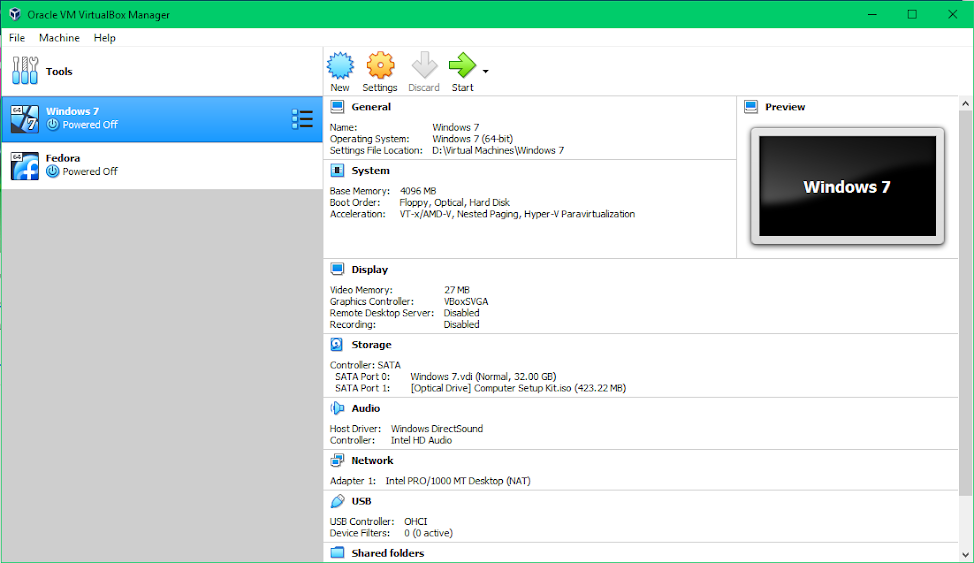 Oracle VM VirtualBox Manager
File Machine Help
Tools
64
7
Windows 7
Powered Off
64
Fedora
Powered Off
New Settings Discard Start
General
Name: Windows 7
Operating System: Windows 7 (64-bit)
Settings File Location: D:\Virtual Machines\Windows 7
Preview
Windows 7
System
Base Memory: 4096 MB
Boot Order: Floppy, Optical, Hard Disk
Acceleration: VT-x/AMD-V, Nested Paging, Hyper-V Paravirtualization
Display
Video Memory: 27 MB
Graphics Controller: VBoxSVGA
Remote Desktop Server: Disabled
Recording: Disabled
Storage
Controller: SATA
SATA Port 0: Windows 7.vdi (Normal, 32.00 GB)
SATA Port 1: [Optical Drive] Computer Setup Kit.iso (423.22 MB)
Audio
Host Driver: Windows DirectSound
Controller: Intel HD Audio
Network
Adapter 1: Intel PRO/1000 MT Desktop (NAT)
USB
USB Controller: OHCI
Device Filters: 0 (0 active)
Shared folders